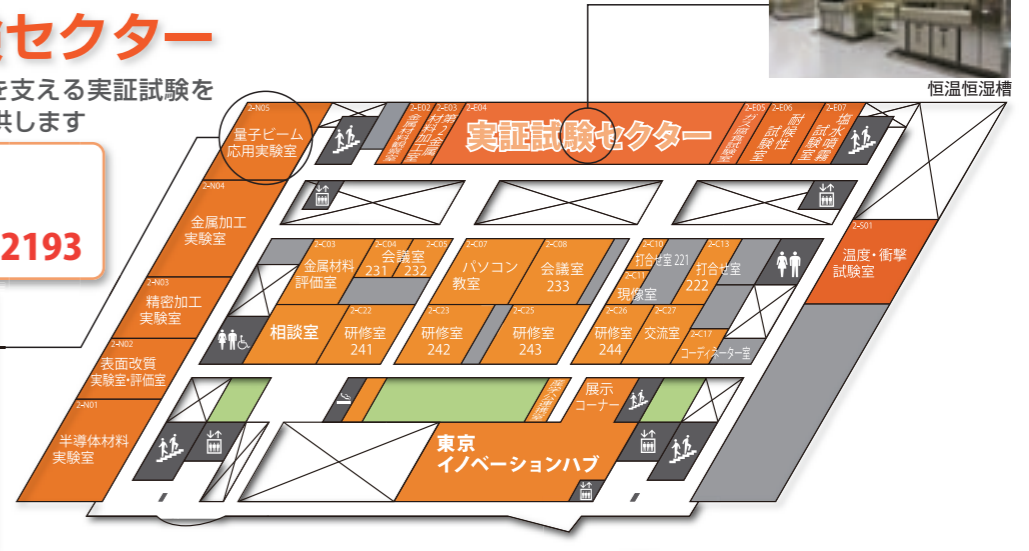 セクター
を支える実証試験を
供します
2193
恒温恒湿槽
2-N05
量子ビーム
応用実験室
2-E02
金属材料観察室
2-E03
第2金属
材料加工室
2-E04
実証試験セクター
2-E05
ガス腐食試験室
2-E06
耐候性
試験室
2-E07
塩水噴霧
試験室
2-N04
金属加工
実験室
2-S01
温度・衝撃
試験室
2-C03
金属材料
評価室
2-C04
2-C05
会議室
231
232
2-C07
パソコン
教室
2-C08
会議室
233
2-C10
打合せ室 221
2-C11
現像室
2-C13
打合せ室
222
2-N03
精密加工
実験室
相談室
2-C22
研修室
241
2-C23
研修室
242
2-C25
研修室
243
2-C26
研修室
244
2-C27
交流室
2-C17
コーディネーター室
2-N02
表面改質
実験室・評価室
展示
コーナー
2-N01
半導体材料
実験室
東京
イノベーションハブ